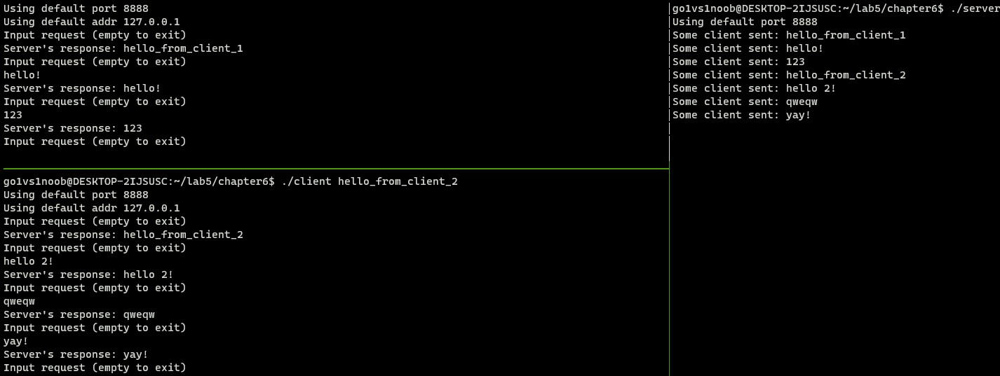 Using default port 8888
Using default addr 127.0.0.1
Input request (empty to exit)
Server's response: hello_from_client_1
Input request (empty to exit)
hello!
Server's response: hello!
Input request (empty to exit)
123
Server's response: 123
Input request (empty to exit)
go1vs1noob@DESKTOP-2IJSUSC:~/lab5/chapter6$ ./client hello_from_client_2
Using default port 8888
Using default addr 127.0.0.1
Input request (empty to exit)
Server's response: hello_from_client_2
Input request (empty to exit)
hello 2!
Server's response: hello 2!
Input request (empty to exit)
qweqw
Server's response: qweqw
Input request (empty to exit)
yay!
Server's response: yay!
Input request (empty to exit)
go1vs1noob@DESKTOP-2IJSUSC:~/lab5/chapter6$ ./server
Using default port 8888
Some client sent: hello_from_client_1
Some client sent: hello!
Some client sent: 123
Some client sent: hello_from_client_2
Some client sent: hello 2!
Some client sent: qweqw
Some client sent: yay!